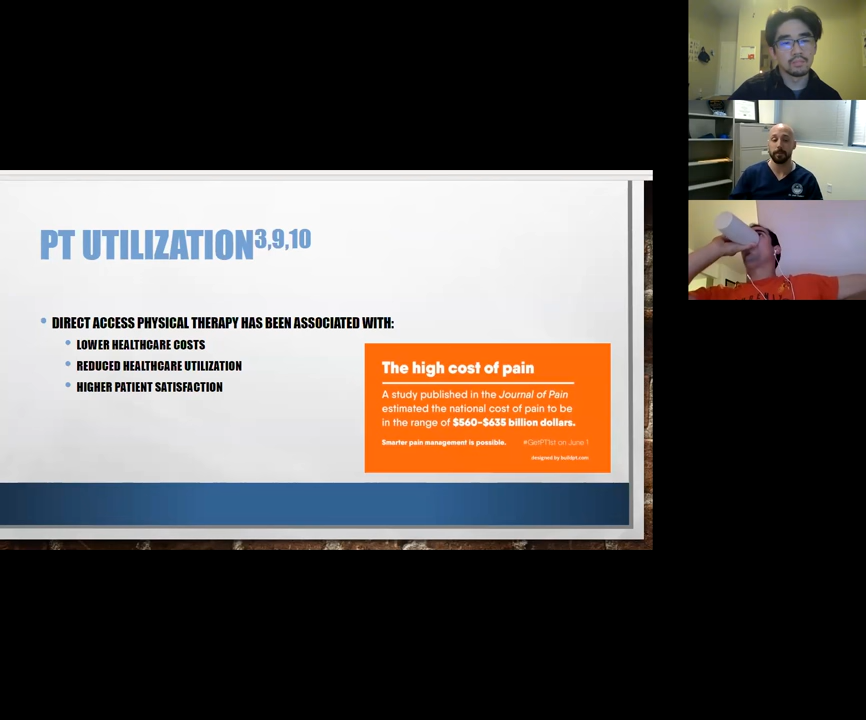 PT UTILIZATION3,9,10
DIRECT ACCESS PHYSICAL THERAPY HAS BEEN ASSOCIATED WITH:
LOWER HEALTHCARE COSTS
REDUCED HEALTHCARE UTILIZATION
HIGHER PATIENT SATISFACTION
The high cost of pain
A study published in the Journal of Pain
estimated the national cost of pain to be
in the range of $560-$635 billion dollars.
Smarter pain management is possible. #GetPT1st on June 1
designed by buildpt.com